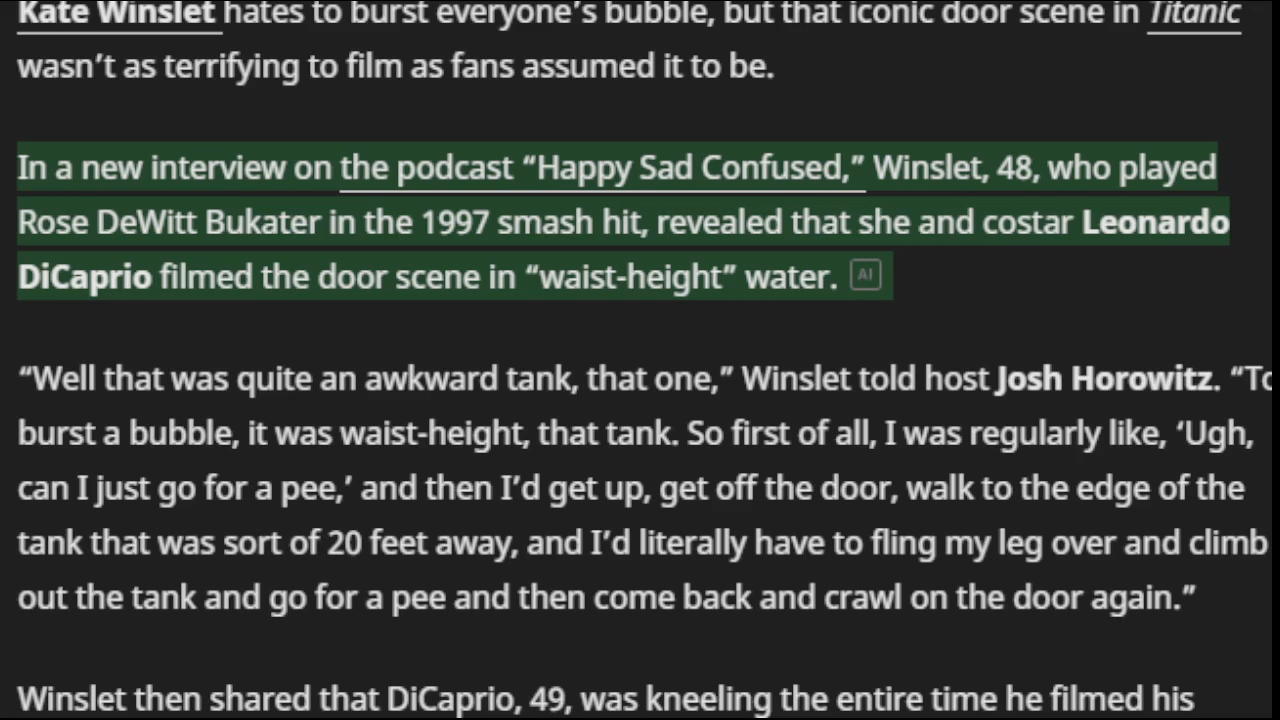 Kate Winslet hates to burst everyone’s bubble, but that iconic door scene in Titanic
wasn’t as terrifying to film as fans assumed it to be.
In a new interview on the podcast “Happy Sad Confused,” Winslet, 48, who played
Rose DeWitt Bukater in the 1997 smash hit, revealed that she and costar Leonardo
DiCaprio filmed the door scene in “waist-height” water. AI
“Well that was quite an awkward tank, that one,” Winslet told host Josh Horowitz. “To
burst a bubble, it was waist-height, that tank. So first of all, I was regularly like, ‘Ugh,
can I just go for a pee,’ and then I’d get up, get off the door, walk to the edge of the
tank that was sort of 20 feet away, and I’d literally have to fling my leg over and climb
out the tank and go for a pee and then come back and crawl on the door again.”
Winslet then shared that DiCaprio, 49, was kneeling the entire time he filmed his